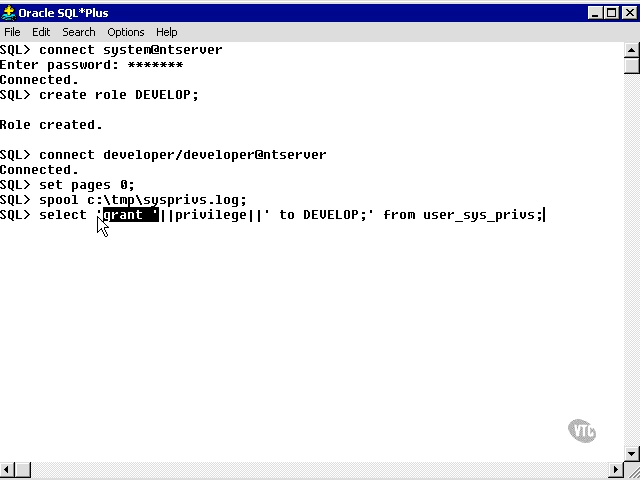 Oracle SQL*Plus
File Edit Search Options Help
SQL> connect system@ntserver
Enter password: *******
Connected.
SQL> create role DEVELOP;
Role created.
SQL> connect developer/developer@ntserver
Connected.
SQL> set pages 0;
SQL> spool c:\tmp\sysprivs.log;
SQL> select 'grant '||privilege||' to DEVELOP;' from user_sys_privs;
VTC